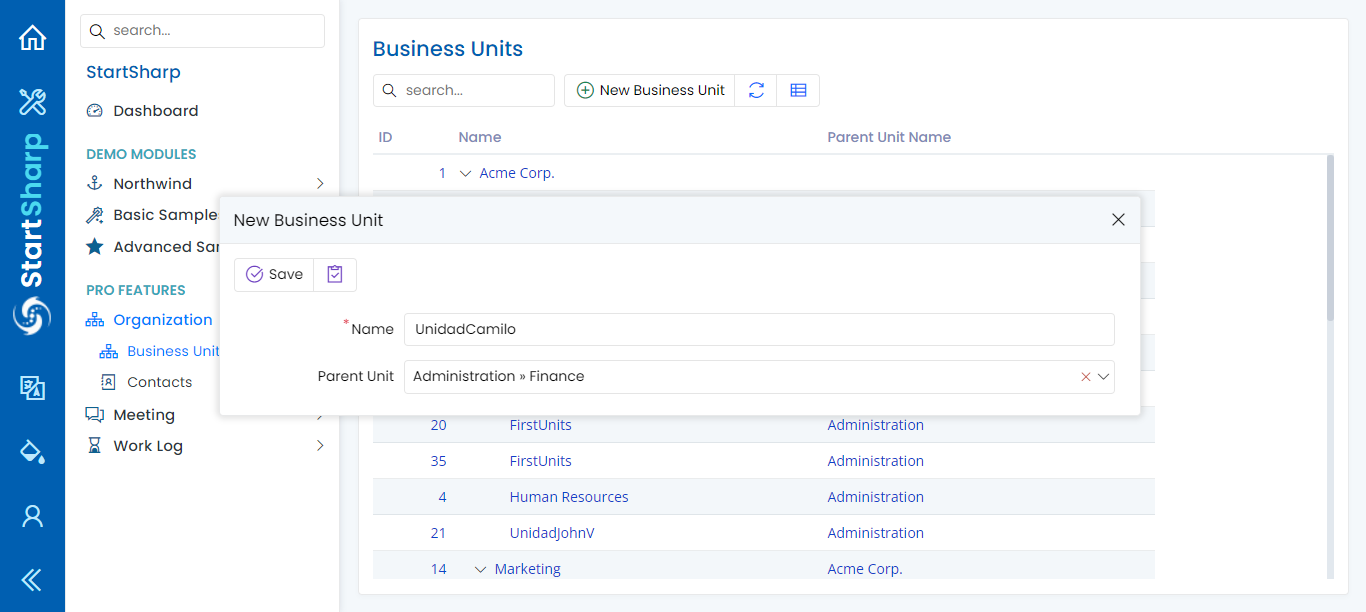 search...
StartSharp
Dashboard
DEMO MODULES
Northwind
Basic Sample
Advanced Sar
PRO FEATURES
Organization
Business Unit
Contacts
Meeting
Work Log
StartSharp
Business Units
search...
New Business Unit
ID Name Parent Unit Name
1 Acme Corp.
New Business Unit
Save
*Name UnidadCamilo
Parent Unit Administration » Finance
20 FirstUnits Administration
35 FirstUnits Administration
4 Human Resources Administration
21 UnidadJohnV Administration
14 Marketing Acme Corp.